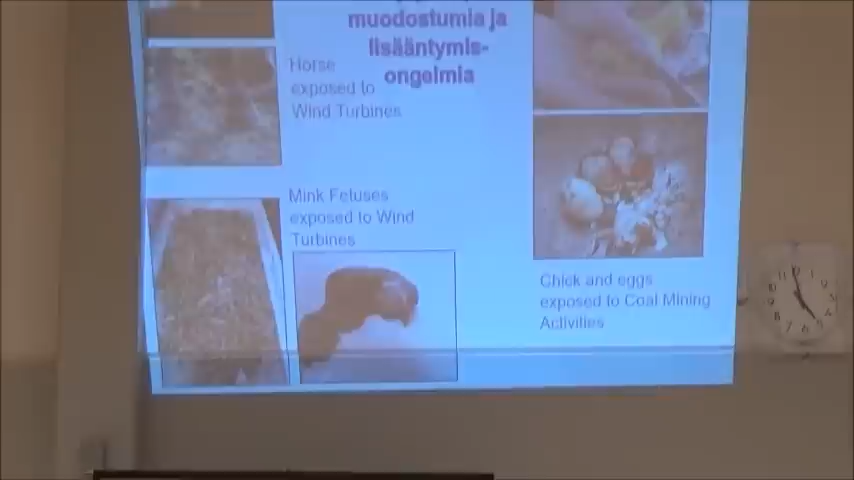 muodostumia ja
lisääntymis-
ongelmia
Horse
exposed to
Wind Turbines
Mink Fetuses
exposed to Wind
Turbines
Chick and eggs
exposed to Coal Mining
Activities